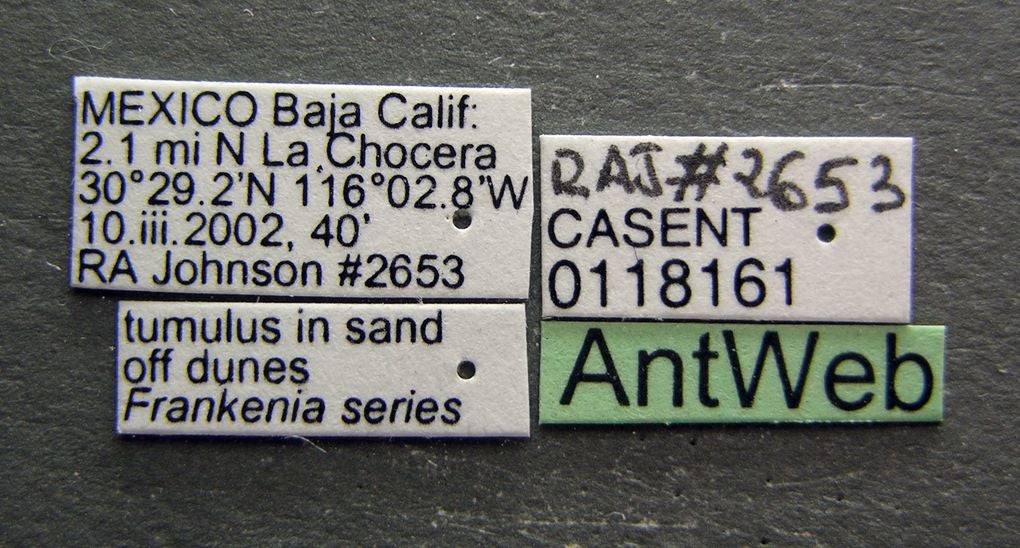 MEXICO Baja Calif:
2.1 mi N La Chocera
30°29.2'N 116°02.8'W
10.iii.2002, 40'
RA Johnson #2653
tumulus in sand
off dunes
Frankenia series
RAJ#2653
CASENT
0118161
AntWeb